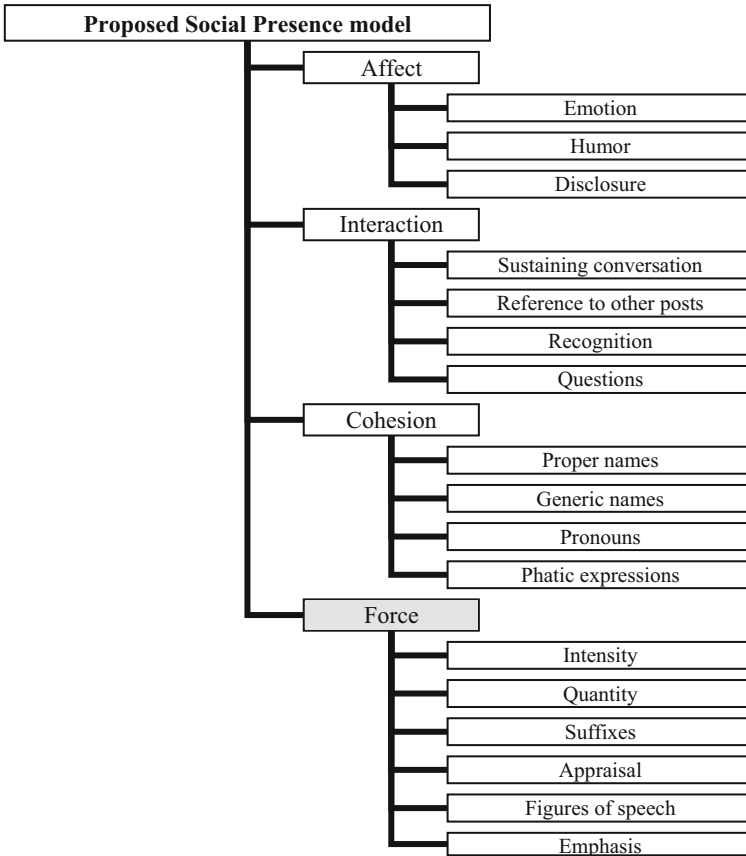 Proposed Social Presence model
Affect
Emotion
Humor
Disclosure
Interaction
Sustaining conversation
Reference to other posts
Recognition
Questions
Cohesion
Proper names
Generic names
Pronouns
Phatic expressions
Force
Intensity
Quantity
Suffixes
Appraisal
Figures of speech
Emphasis